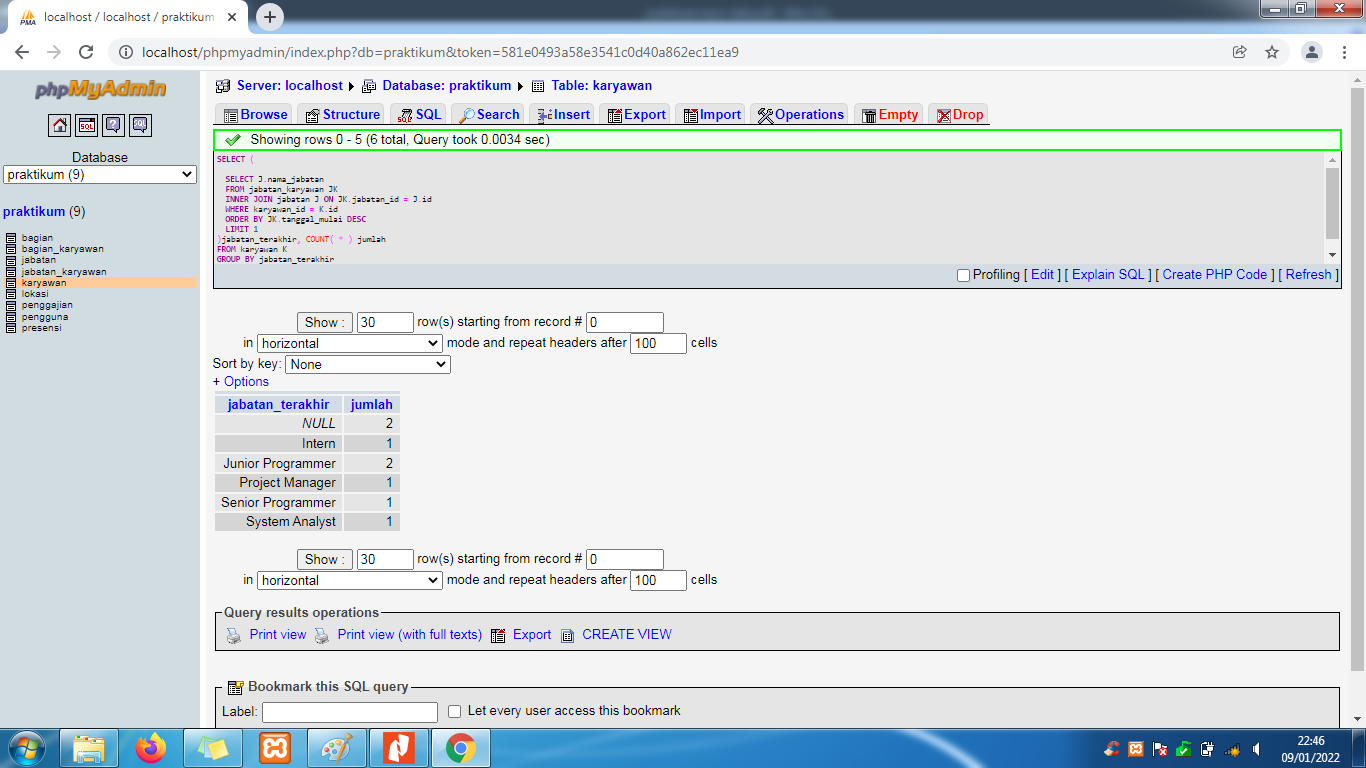 localhost / localhost / praktikum
localhost/phpmyadmin/index.php?db=praktikum&token=581e0493a58e3541c0d40a862ec11ea9
phpMyAdmin
Database
praktikum (9)
praktikum (9)
bagian
bagian_karyawan
jabatan
jabatan_karyawan
karyawan
lokasi
penggajian
pengguna
presensi
Server: localhost Database: praktikum Table: karyawan
Browse Structure SQL Search Insert Export Import Operations Empty Drop
Showing rows 0 - 5 (6 total, Query took 0.0034 sec)
SELECT (
SELECT J.nama_jabatan
FROM jabatan_karyawan JK
INNER JOIN jabatan J ON JK.jabatan_id = J.id
WHERE karyawan_id = K.id
ORDER BY JK.tanggal_mulai DESC
LIMIT 1
)jabatan_terakhir, COUNT( * ) jumlah
FROM karyawan K
GROUP BY jabatan_terakhir
Profiling [ Edit ] [ Explain SQL ] [ Create PHP Code ] [ Refresh ]
Show : 30 row(s) starting from record # 0
in horizontal mode and repeat headers after 100 cells
Sort by key: None
+ Options
jabatan_terakhir jumlah
NULL 2
Intern 1
Junior Programmer 2
Project Manager 1
Senior Programmer 1
System Analyst 1
Show : 30 row(s) starting from record # 0
in horizontal mode and repeat headers after 100 cells
Query results operations
Print view Print view (with full texts) Export CREATE VIEW
Bookmark this SQL query
Label: Let every user access this bookmark
22:46
09/01/2022